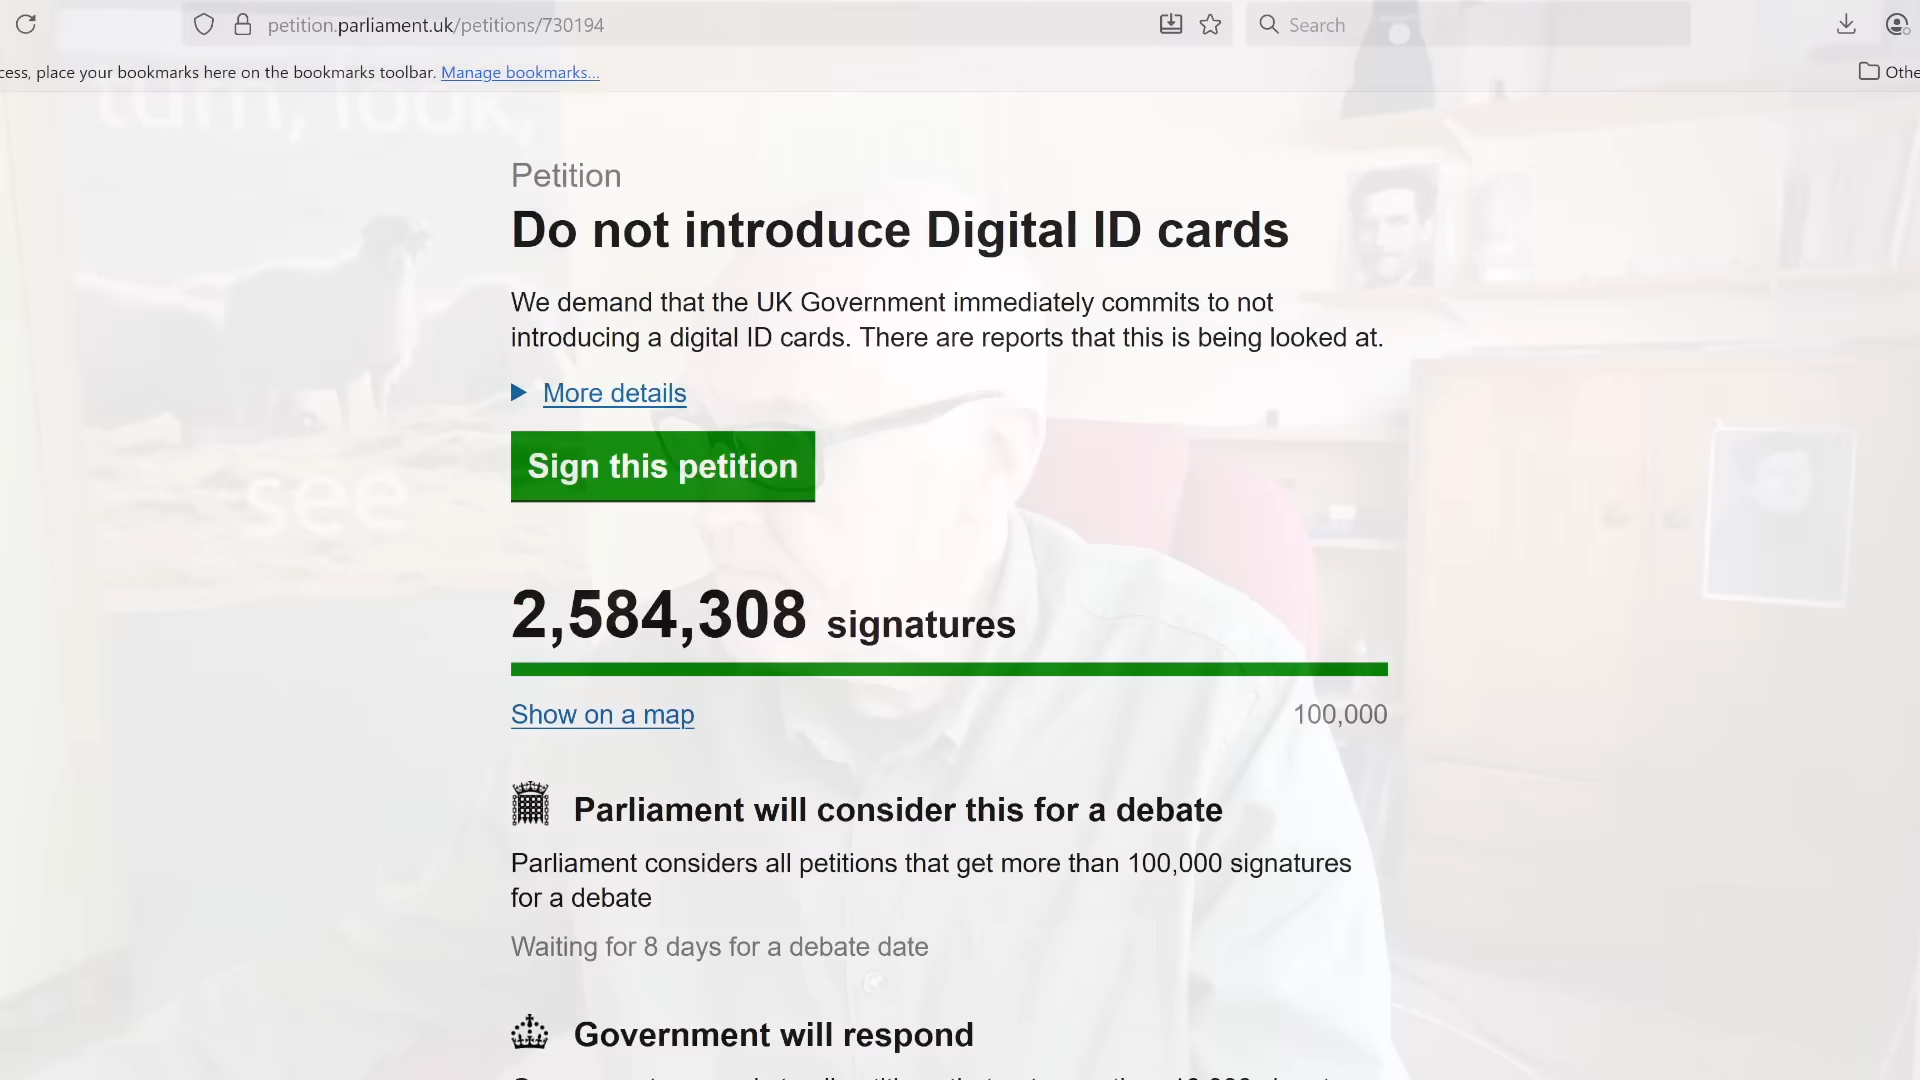 petition.parliament.uk/petitions/730194
Search
cess, place your bookmarks here on the bookmarks toolbar. Manage bookmarks...
Othe
turn, look,
see
Petition
Do not introduce Digital ID cards
We demand that the UK Government immediately commits to not
introducing a digital ID cards. There are reports that this is being looked at.
More details
Sign this petition
2,584,308 signatures
Show on a map
100,000
Parliament will consider this for a debate
Parliament considers all petitions that get more than 100,000 signatures
for a debate
Waiting for 8 days for a debate date
Government will respond